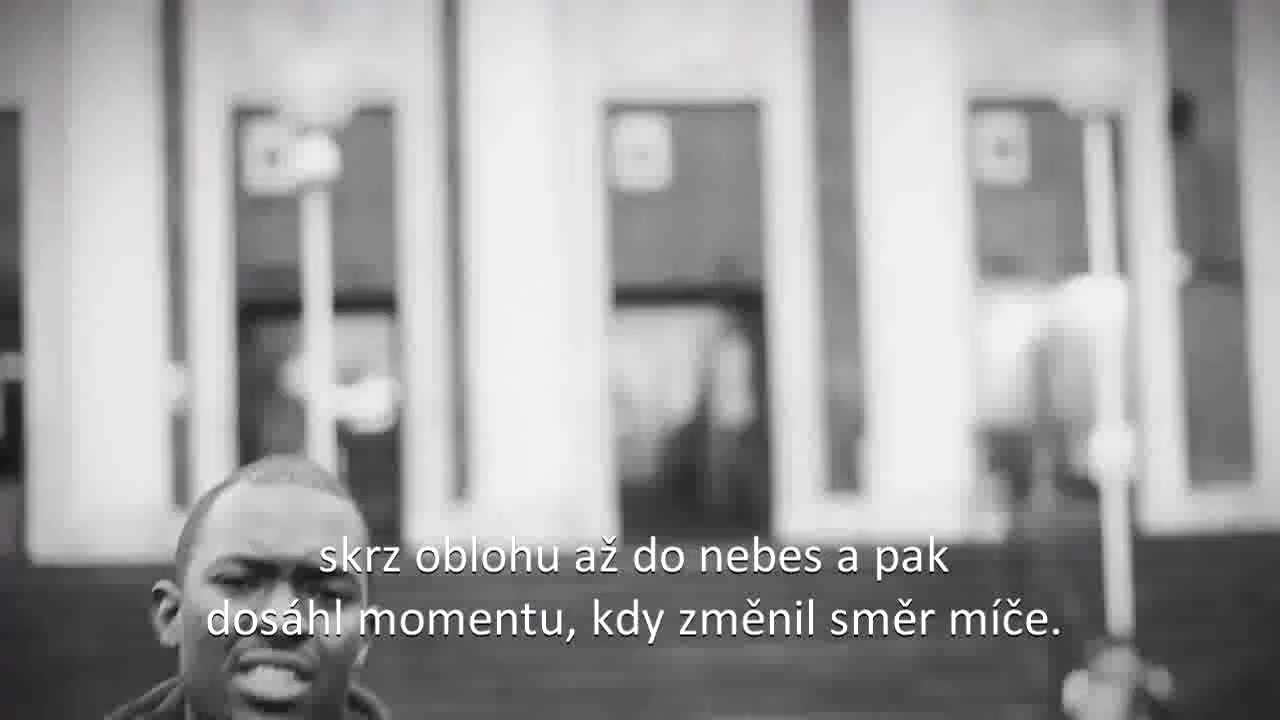 skrz oblohu až do nebes a pak
dosáhl momentu, kdy změnil směr míče.